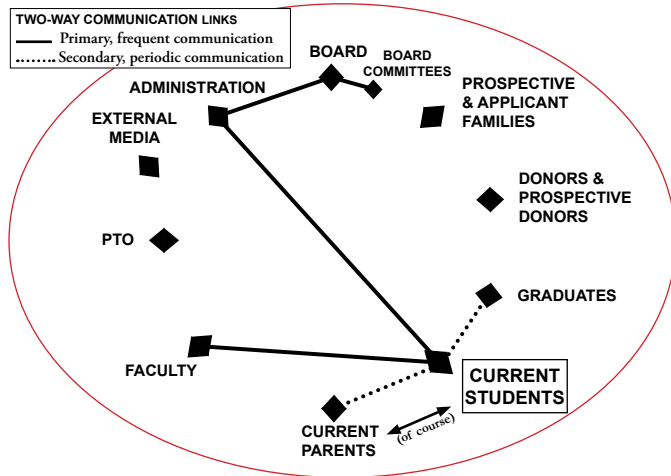 TWO-WAY COMMUNICATION LINKS
Primary, frequent communication
Secondary, periodic communication
BOARD
BOARD
COMMITTEES
ADMINISTRATION
PROSPECTIVE
& APPLICANT
FAMILIES
EXTERNAL
MEDIA
DONORS &
PROSPECTIVE
DONORS
PTO
GRADUATES
FACULTY
CURRENT
STUDENTS
(of course)
CURRENT
PARENTS